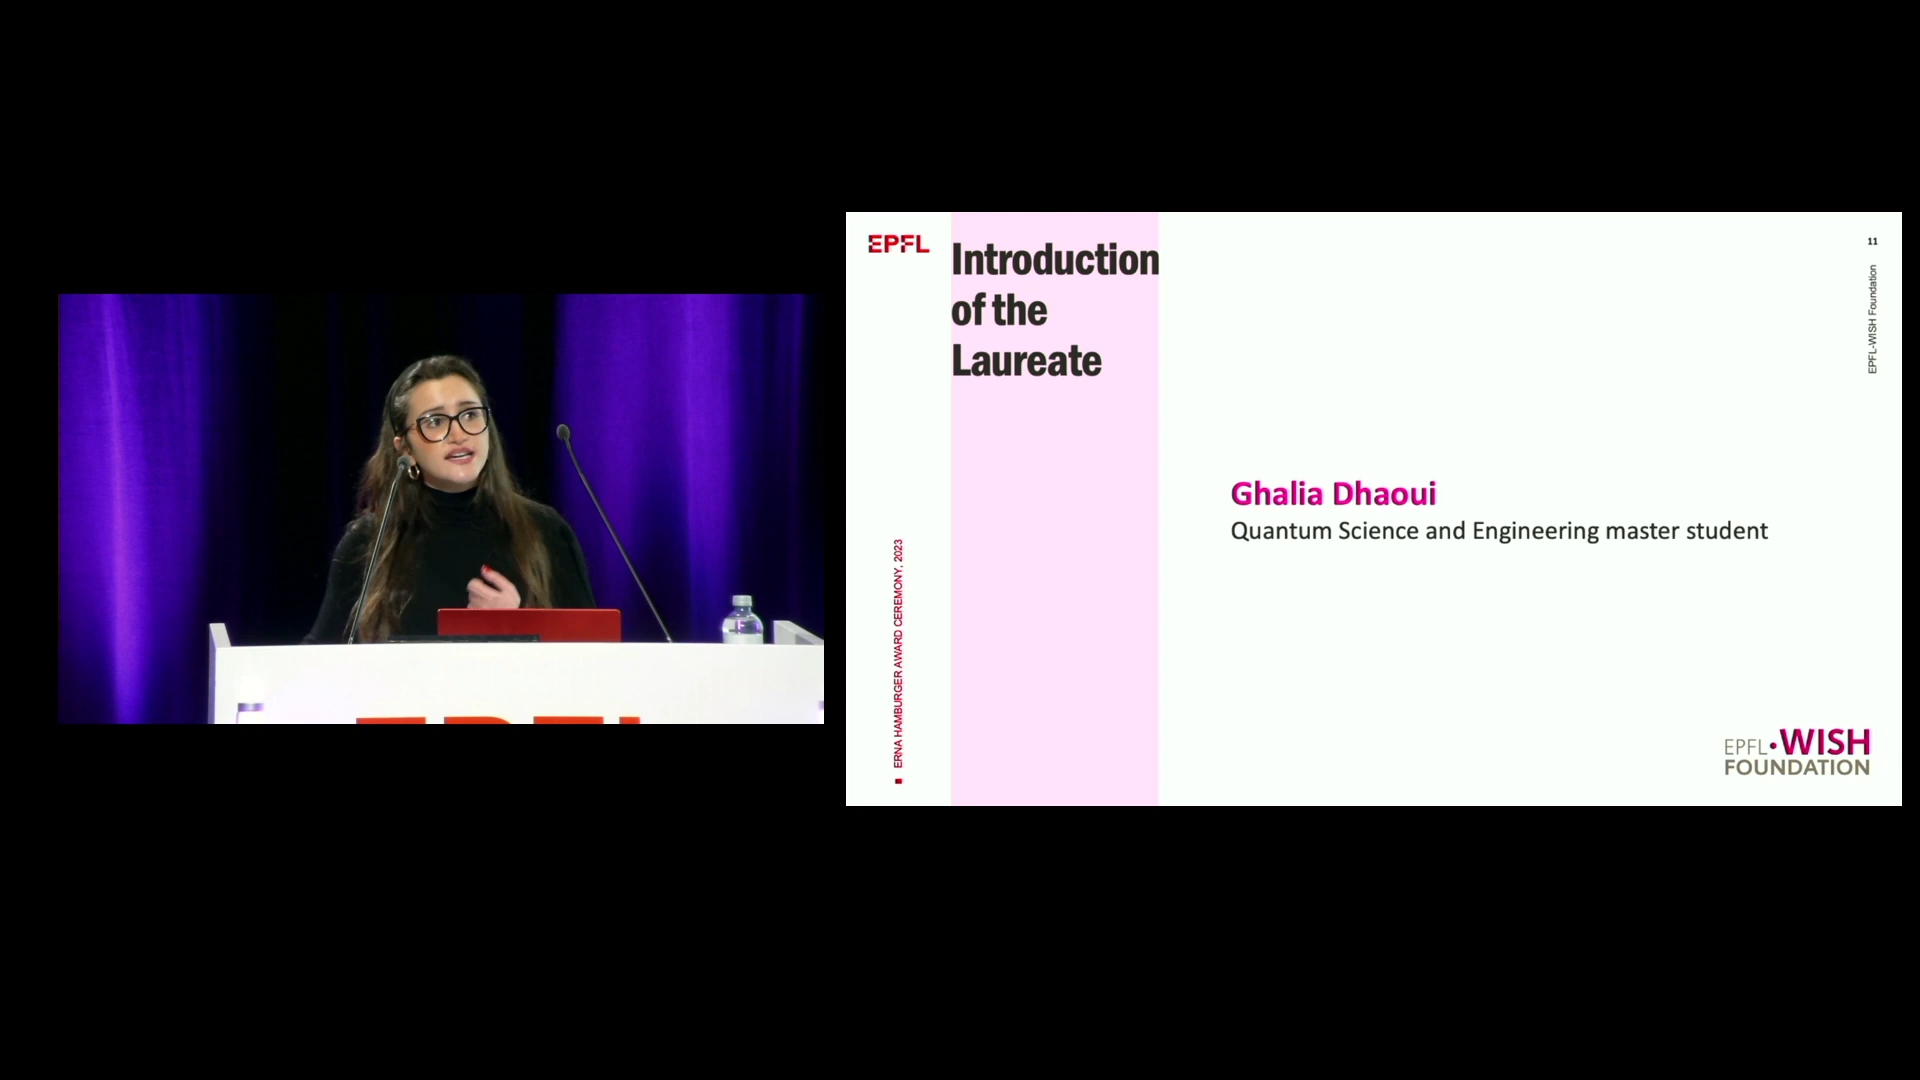 EPFL
Introduction
of the
Laureate
11
EPFL-WISH Foundation
Ghalia Dhaoui
Quantum Science and Engineering master student
ERNA HAMBURGER AWARD CEREMONY, 2023
EPFL•WISH
FOUNDATION